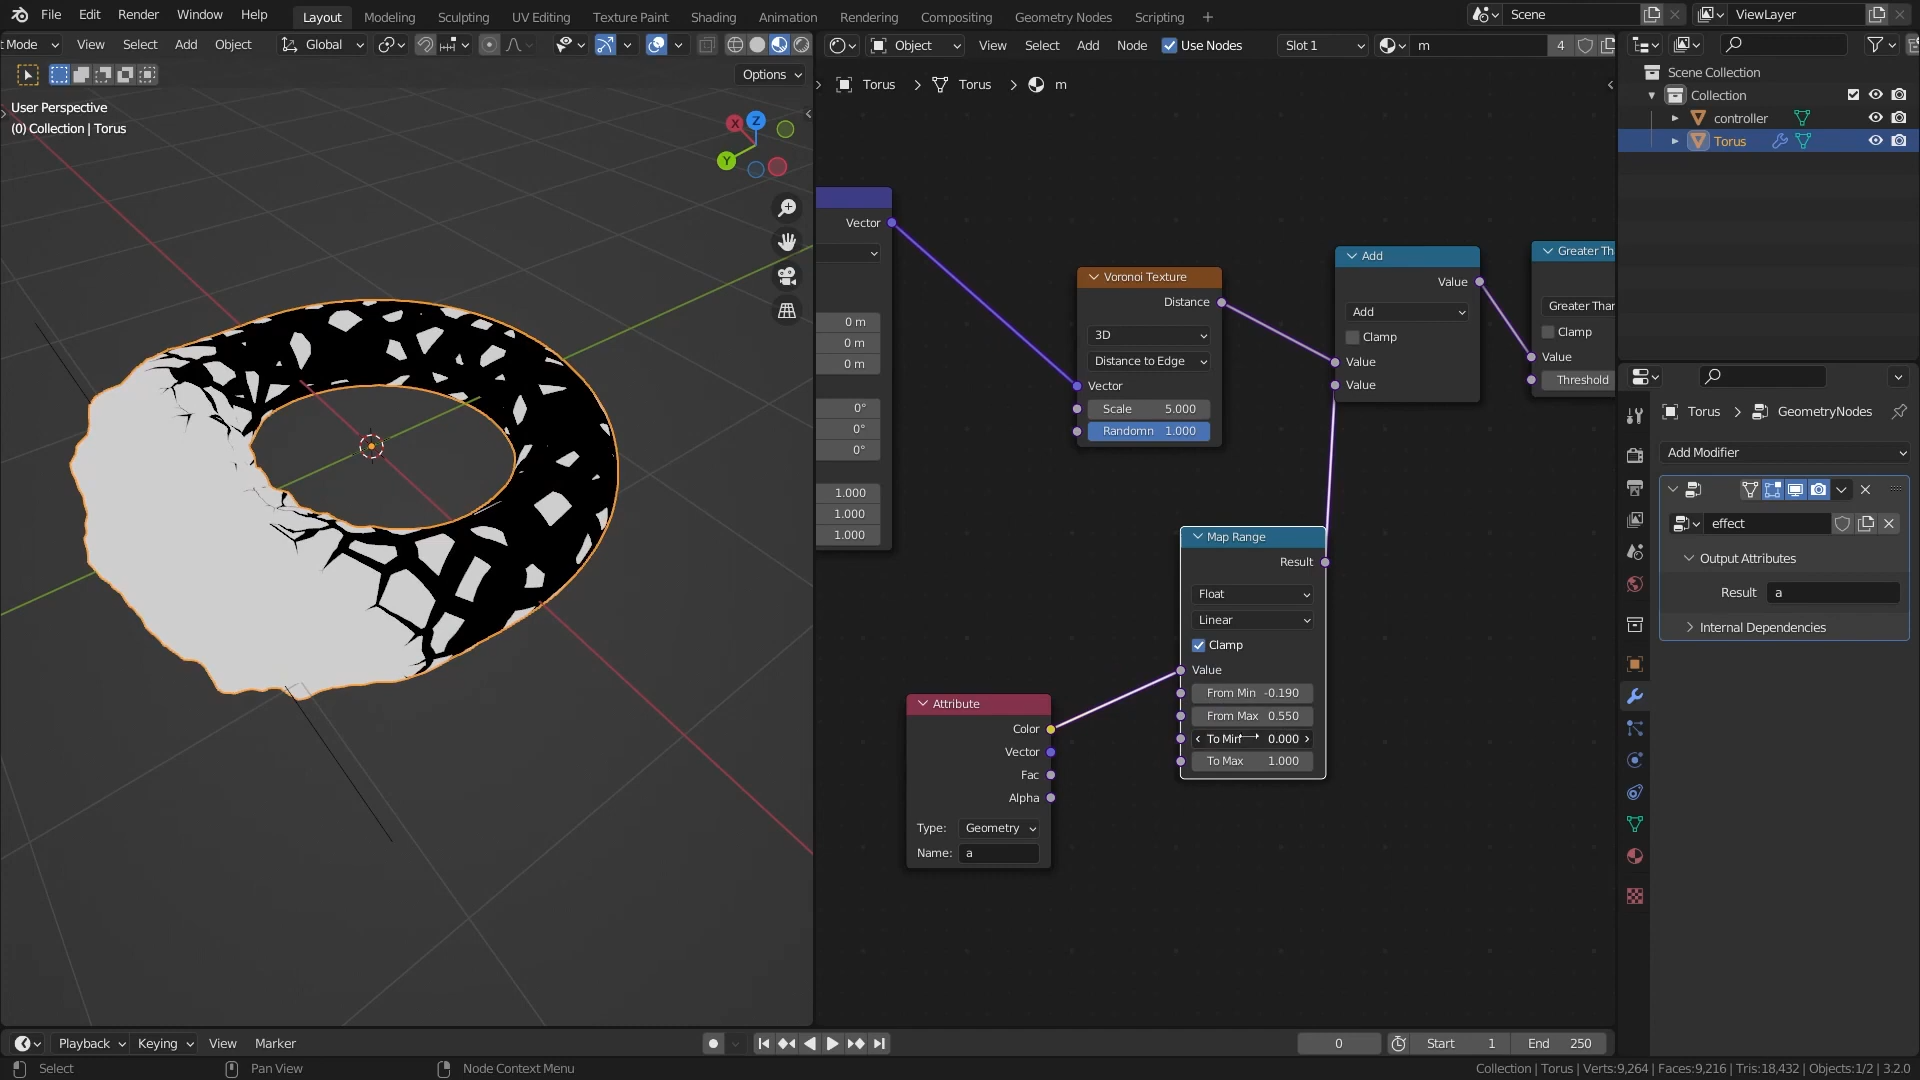 File Edit Render Window Help Layout Modeling Sculpting UV Editing Texture Paint Shading Animation Rendering Compositing Geometry Nodes Scripting + Scene ViewLayer
Mode View Select Add Object Global Object View Select Add Node Use Nodes Slot 1 m 4
Options
Torus > Torus > m
User Perspective
(0) Collection | Torus
X Z Y
Scene Collection
Collection
controller
Torus
Vector
0 m
0 m
0 m
0°
0°
0°
1.000
1.000
1.000
Voronoi Texture
Distance
3D
Distance to Edge
Vector
Scale 5.000
Randomn 1.000
Add
Value
Add
Clamp
Value
Value
Greater Th
Greater Than
Clamp
Value
Threshold
Map Range
Result
Float
Linear
Clamp
Value
From Min -0.190
From Max 0.550
To Min 0.000
To Max 1.000
Attribute
Color
Vector
Fac
Alpha
Type: Geometry
Name: a
Torus > GeometryNodes
Add Modifier
effect
Output Attributes
Result a
Internal Dependencies
Playback Keying View Marker 0 Start 1 End 250
Select Pan View Node Context Menu Collection | Torus | Verts:9,264 | Faces:9,216 | Tris:18,432 | Objects:1/2 | 3.2.0